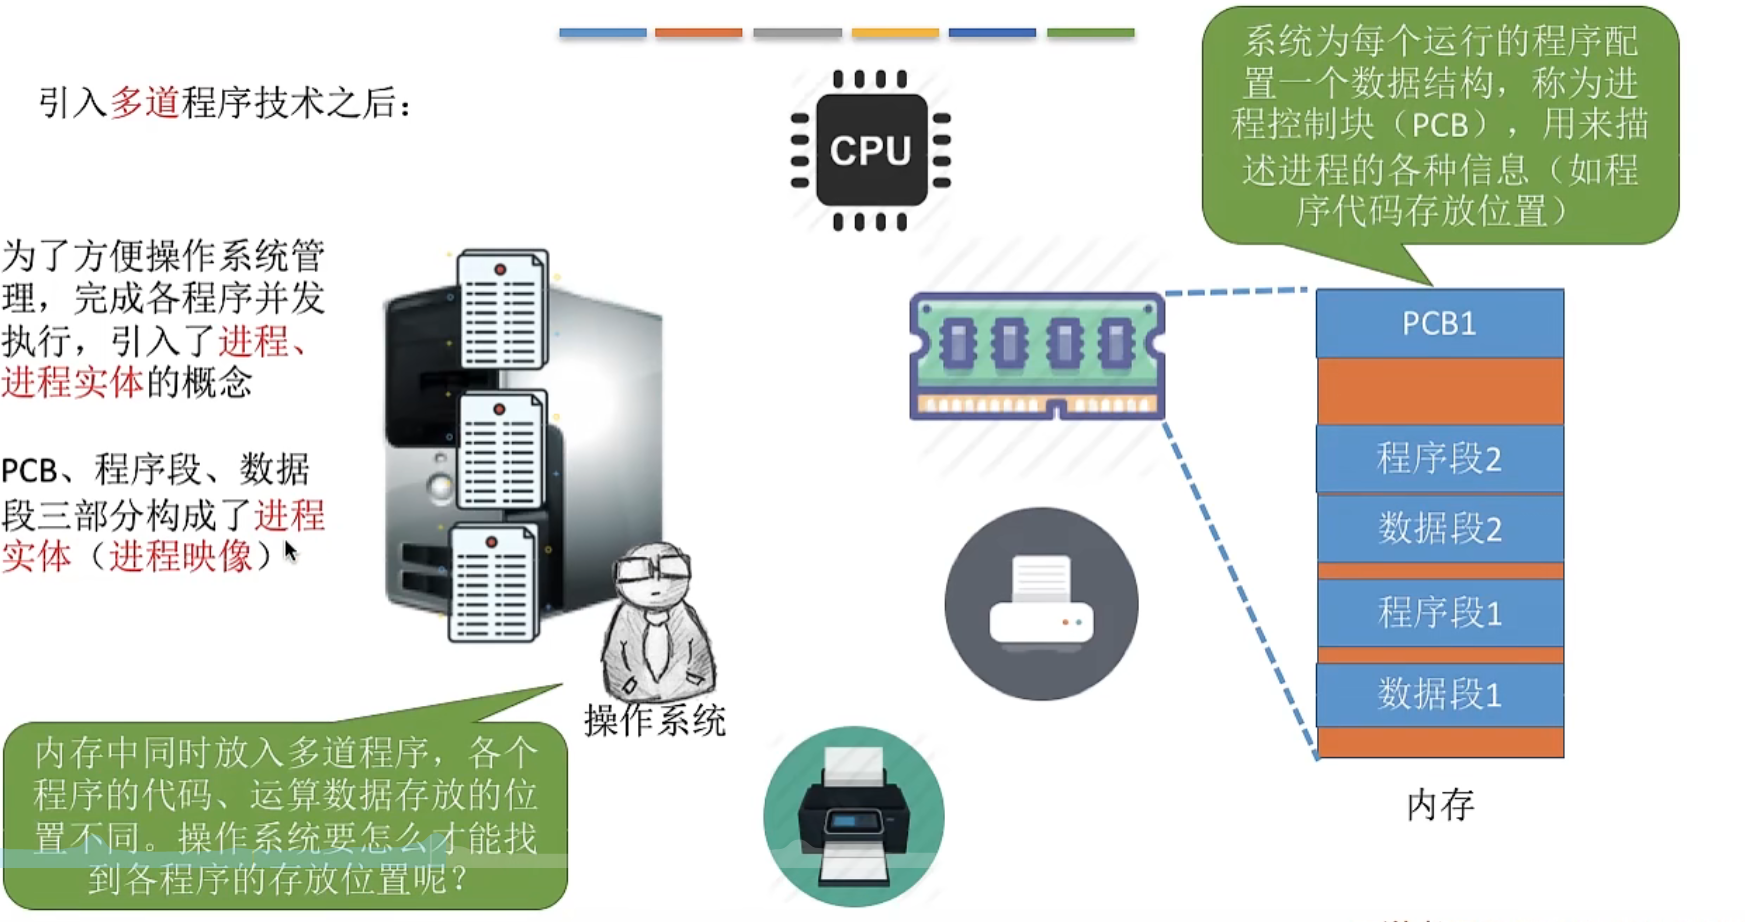 引入多道程序技术之后：
CPU
系统为每个运行的程序配
置一个数据结构，称为进
程控制块（PCB），用来描
述进程的各种信息（如程
序代码存放位置）
为了方便操作系统管
理，完成各程序并发
执行，引入了进程、
进程实体的概念
PCB、程序段、数据
段三部分构成了进程
实体（进程映像）
PCB1
程序段2
数据段2
程序段1
数据段1
内存
操作系统
内存中同时放入多道程序，各个
程序的代码、运算数据存放的位
置不同。操作系统要怎么才能找
到各程序的存放位置呢？